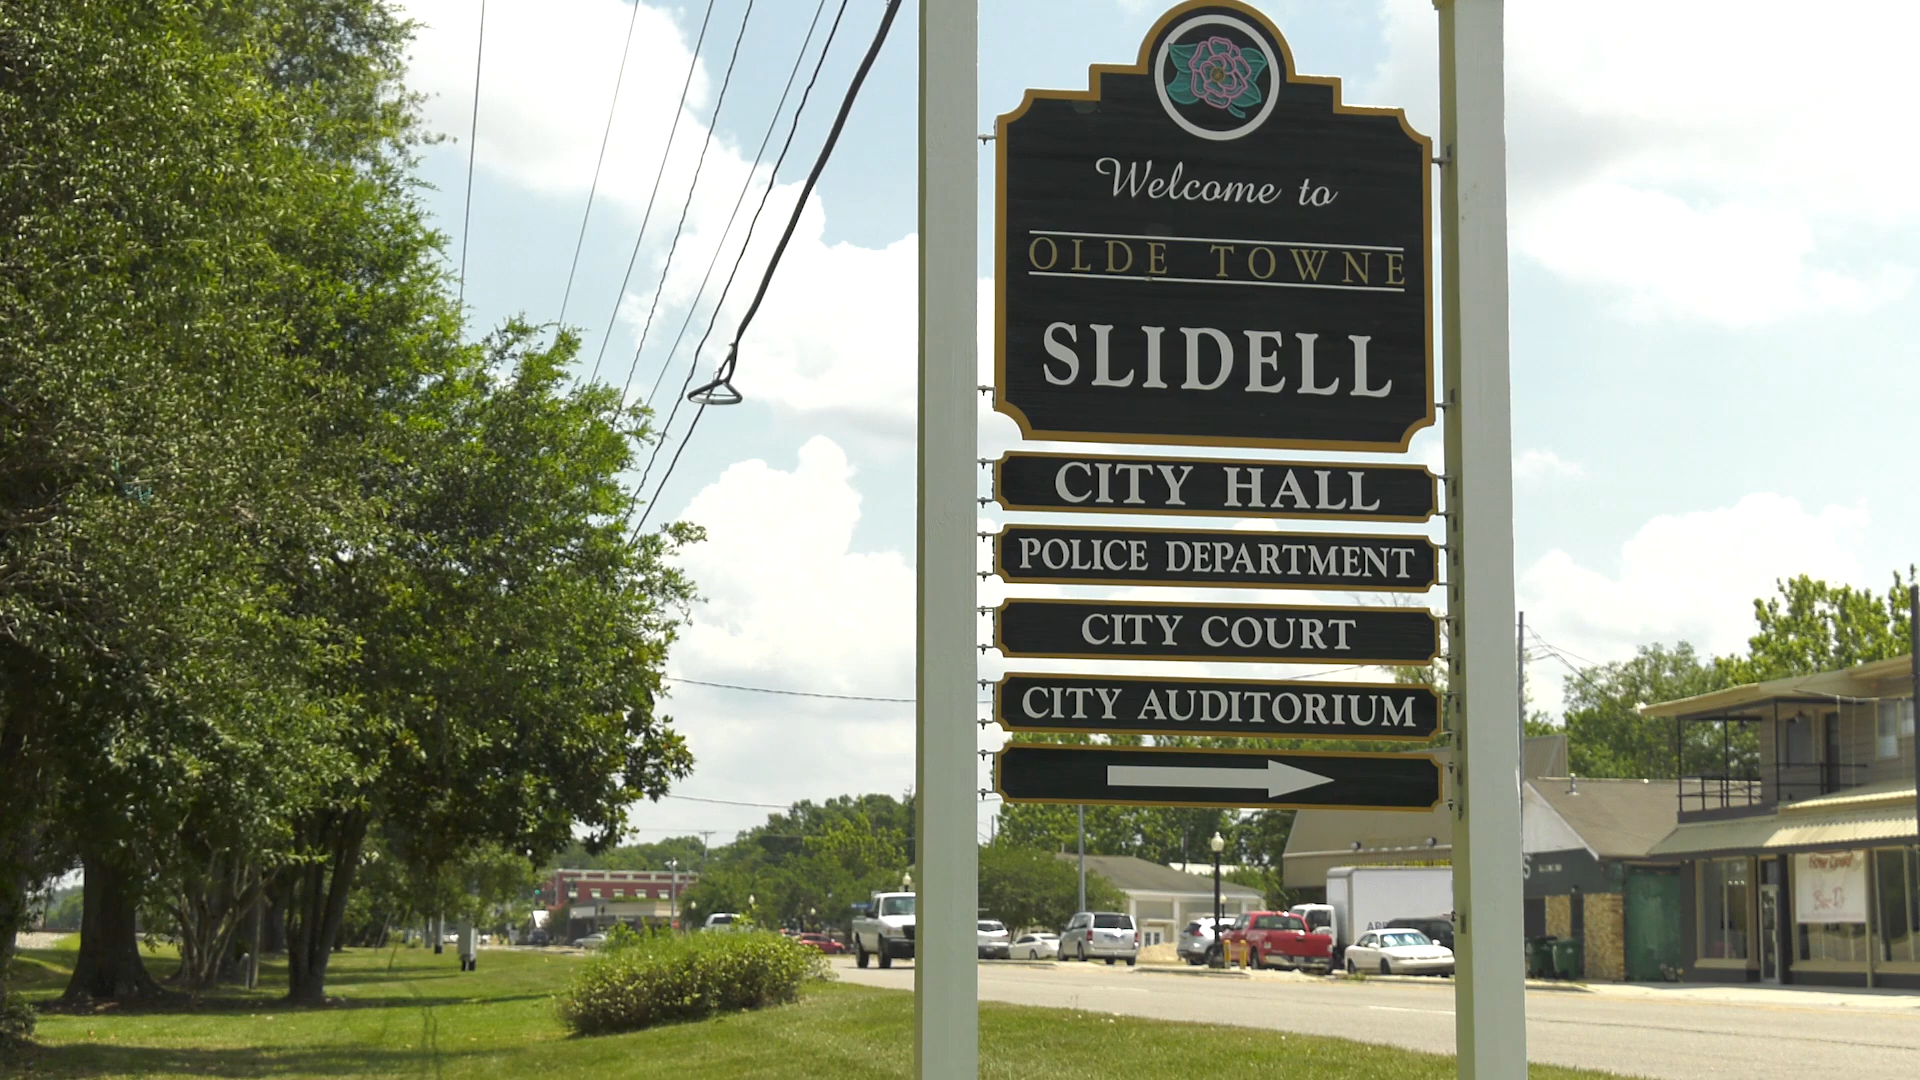 Welcome to
OLDE TOWNE
SLIDELL
CITY HALL
POLICE DEPARTMENT
CITY COURT
CITY AUDITORIUM